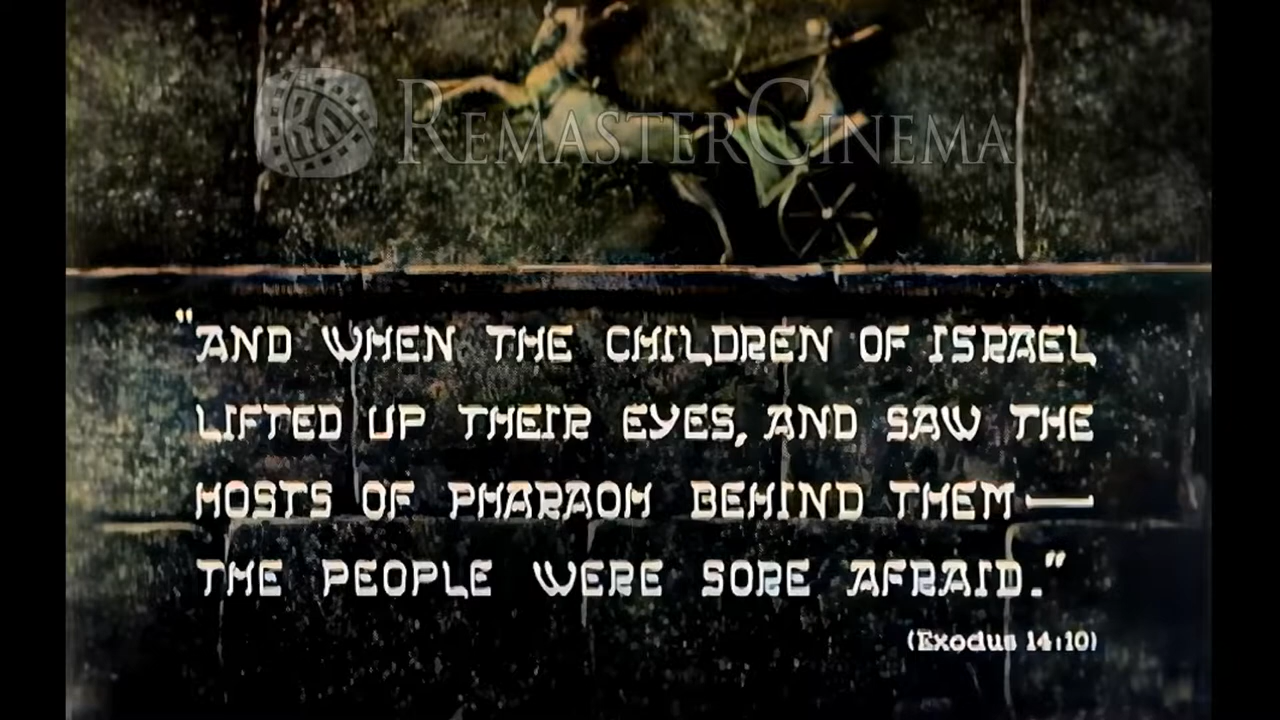 REMASTERCINEMA
"AND WHEN THE CHILDREN OF ISRAEL
LIFTED UP THEIR EYES, AND SAW THE
HOSTS OF PHARAOH BEHIND THEM—
THE PEOPLE WERE SORE AFRAID."
(Exodus 14:10)